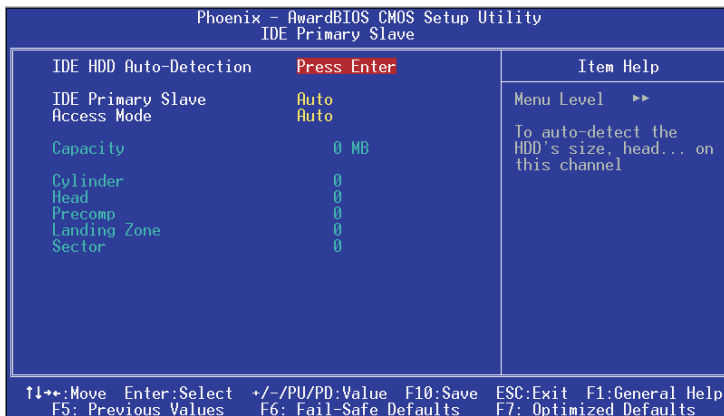 Phoenix - AwardBIOS CMOS Setup Utility
IDE Primary Slave
IDE HDD Auto-Detection Press Enter
IDE Primary Slave Auto
Access Mode Auto
Capacity 0 MB
Cylinder 0
Head 0
Precomp 0
Landing Zone 0
Sector 0
Item Help
Menu Level ►►
To auto-detect the
HDD's size, head... on
this channel
↑↓→←:Move Enter:Select +/-/PU/PD:Value F10:Save ESC:Exit F1:General Help
F5: Previous Values F6: Fail-Safe Defaults F7: Optimized Defaults